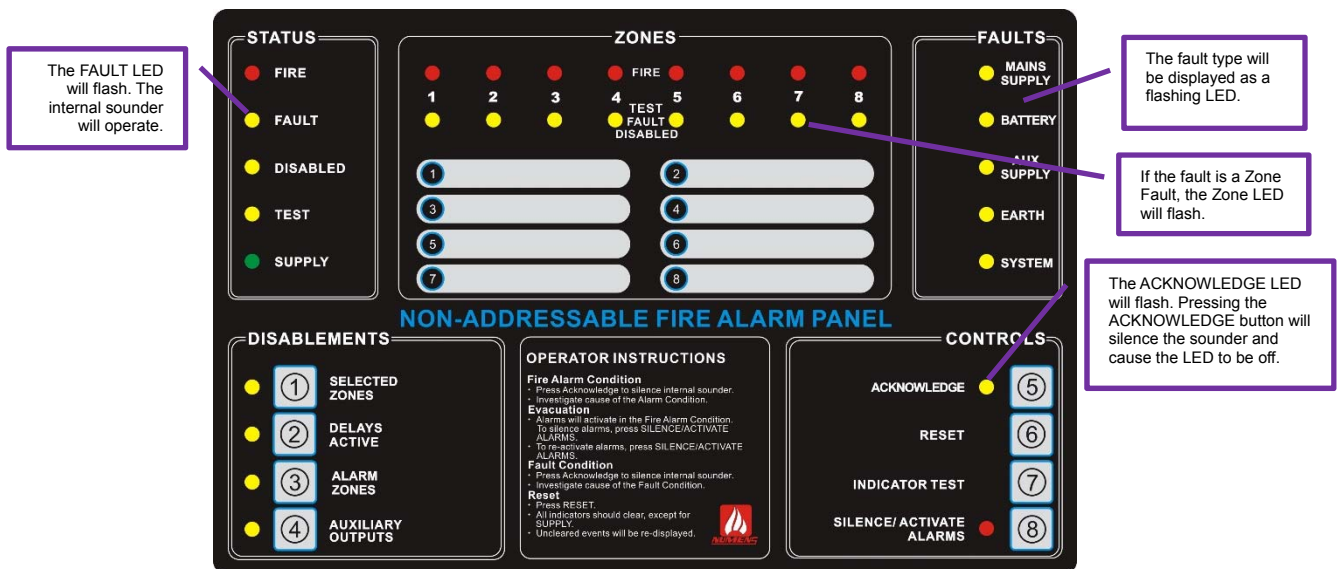 The FAULT LED
will flash. The
internal sounder
will operate.
STATUS
FIRE
FAULT
DISABLED
TEST
SUPPLY
ZONES
FIRE
1 2 3 4 5 6 7 8
TEST
FAULT
DISABLED
1 2
3 4
5 6
7 8
FAULTS
MAINS
SUPPLY
BATTERY
AUX
SUPPLY
EARTH
SYSTEM
The fault type will
be displayed as a
flashing LED.
If the fault is a Zone
Fault, the Zone LED
will flash.
The ACKNOWLEDGE LED
will flash. Pressing the
ACKNOWLEDGE button will
silence the sounder and
cause the LED to be off.
NON-ADDRESSABLE FIRE ALARM PANEL
DISABLEMENTS
1 SELECTED
ZONES
2 DELAYS
ACTIVE
3 ALARM
ZONES
4 AUXILIARY
OUTPUTS
OPERATOR INSTRUCTIONS
Fire Alarm Condition
· Press Acknowledge to silence internal sounder.
· Investigate cause of the Alarm Condition.
Evacuation
· Alarms will activate in the Fire Alarm Condition.
To silence alarms, press SILENCE/ACTIVATE
ALARMS.
· To re-activate alarms, press SILENCE/ACTIVATE
ALARMS.
Fault Condition
· Press Acknowledge to silence internal sounder.
· Investigate cause of the Fault Condition.
Reset
· Press RESET.
· All indicators should clear, except for
SUPPLY.
· Uncleared events will be re-displayed.
NUMENS
CONTROLS
ACKNOWLEDGE 5
RESET 6
INDICATOR TEST 7
SILENCE/ ACTIVATE
ALARMS 8